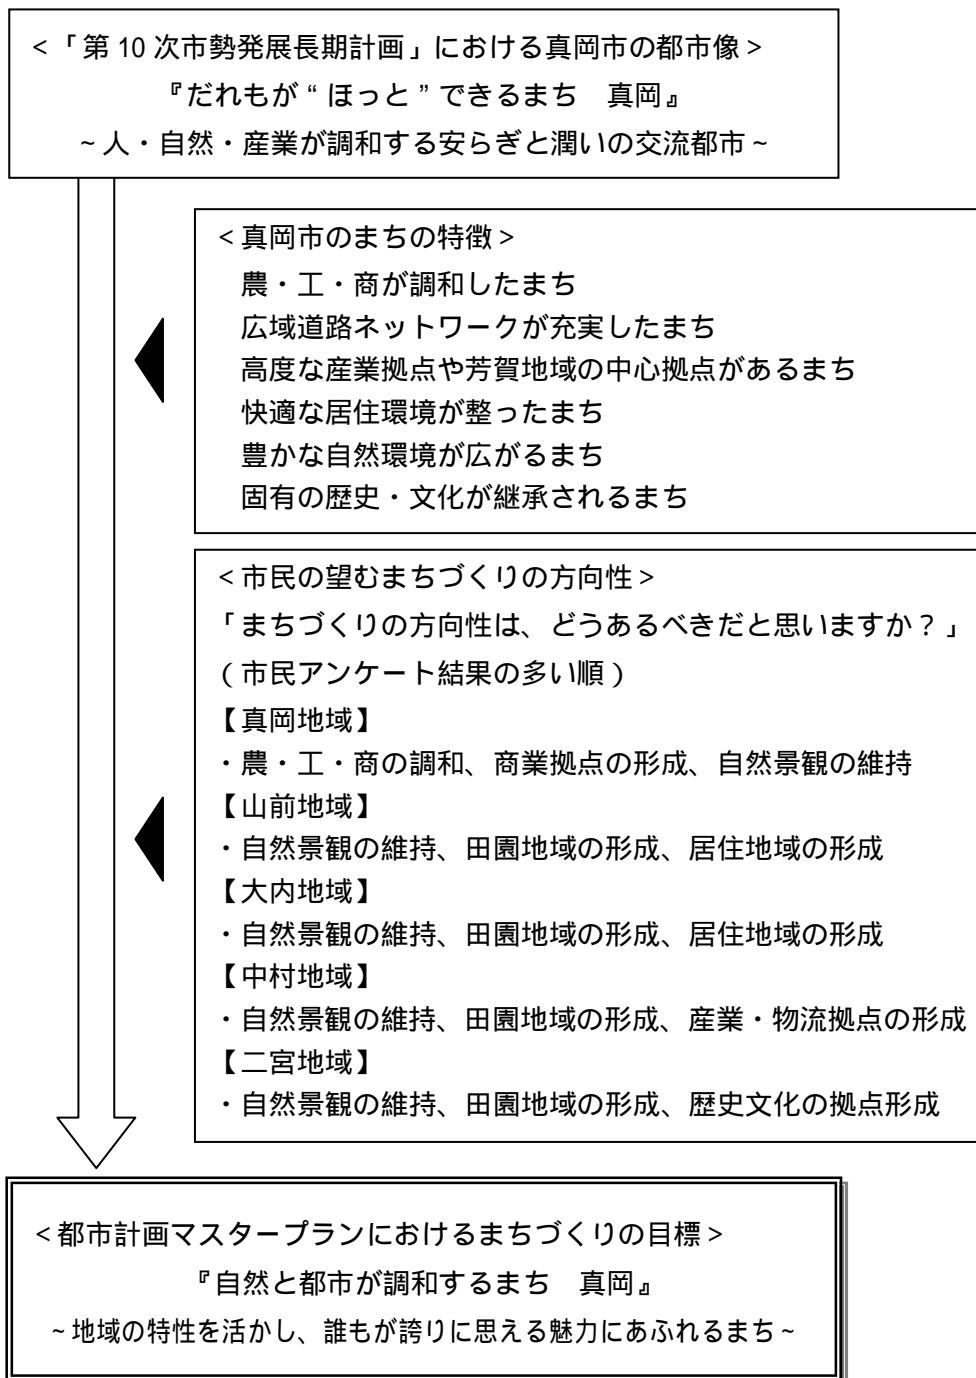 <「第10次市勢発展長期計画」における真岡市の都市像>
『だれもが“ほっと”できるまち　真岡』
~人・自然・産業が調和する安らぎと潤いの交流都市~
<真岡市のまちの特徴>
農・工・商が調和したまち
広域道路ネットワークが充実したまち
高度な産業拠点や芳賀地域の中心拠点があるまち
快適な居住環境が整ったまち
豊かな自然環境が広がるまち
固有の歴史・文化が継承されるまち
<市民の望むまちづくりの方向性>
「まちづくりの方向性は、どうあるべきだと思いますか？」
(市民アンケート結果の多い順)
【真岡地域】
・農・工・商の調和、商業拠点の形成、自然景観の維持
【山前地域】
・自然景観の維持、田園地域の形成、居住地域の形成
【大内地域】
・自然景観の維持、田園地域の形成、居住地域の形成
【中村地域】
・自然景観の維持、田園地域の形成、産業・物流拠点の形成
【二宮地域】
・自然景観の維持、田園地域の形成、歴史文化の拠点形成
<都市計画マスタープランにおけるまちづくりの目標>
『自然と都市が調和するまち　真岡』
~地域の特性を活かし、誰もが誇りに思える魅力にあふれるまち~